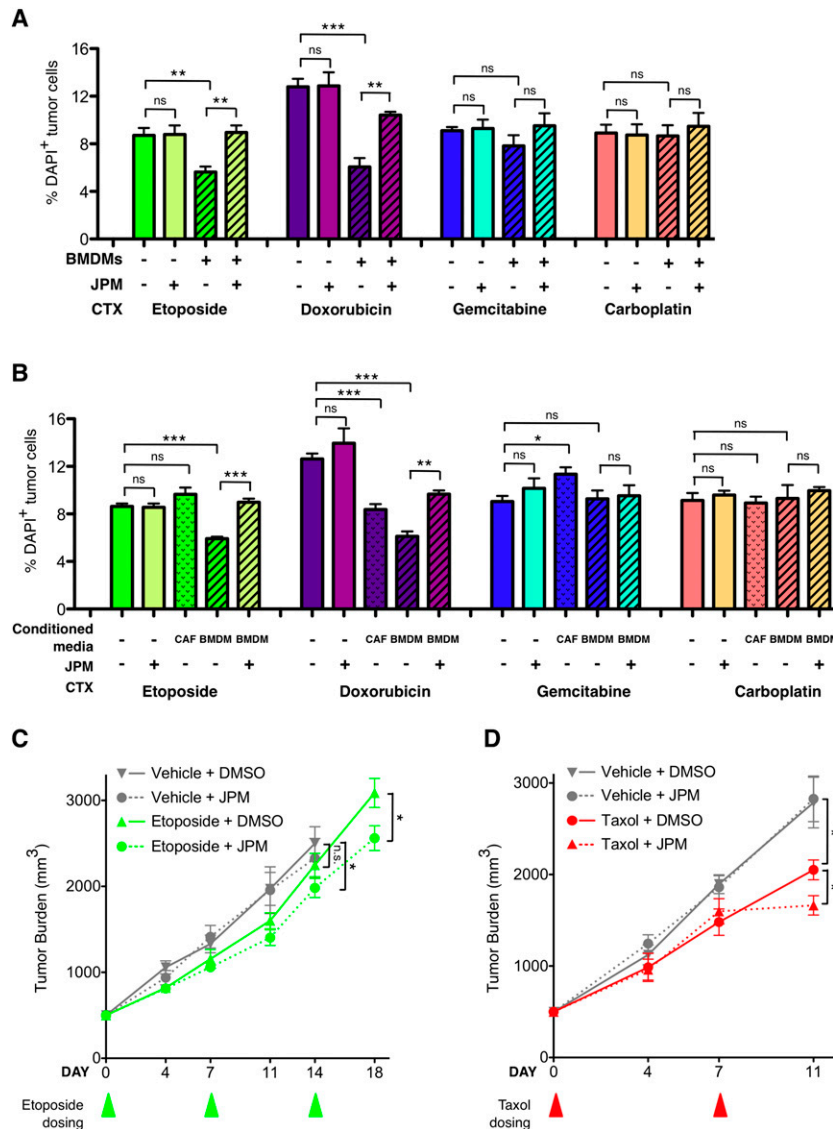 A
% DAPI+ tumor cells
16
12
8
4
0
** ns ** *** ns ** ns ns ns ns ns ns
BMDMs - - + + - - + + - - + + - - + +
JPM - + - + - + - + - + - + - + - +
CTX Etoposide Doxorubicin Gemcitabine Carboplatin
B
% DAPI+ tumor cells
16
12
8
4
0
*** ns ns *** *** *** ns ** ns * ns ns ns ns ns ns
Conditioned
media - - CAF BMDM BMDM - - CAF BMDM BMDM - - CAF BMDM BMDM - - CAF BMDM BMDM
JPM - + - - + - + - - + - + - - + - + - - +
CTX Etoposide Doxorubicin Gemcitabine Carboplatin
C
Vehicle + DMSO
Vehicle + JPM
Etoposide + DMSO
Etoposide + JPM
Tumor Burden (mm3)
3000
2000
1000
0
n.s
*
*
DAY 0 4 7 11 14 18
Etoposide
dosing
D
Vehicle + DMSO
Vehicle + JPM
Taxol + DMSO
Taxol + JPM
Tumor Burden (mm3)
3000
2000
1000
0
*
*
0 4 7 11
Taxol
dosing